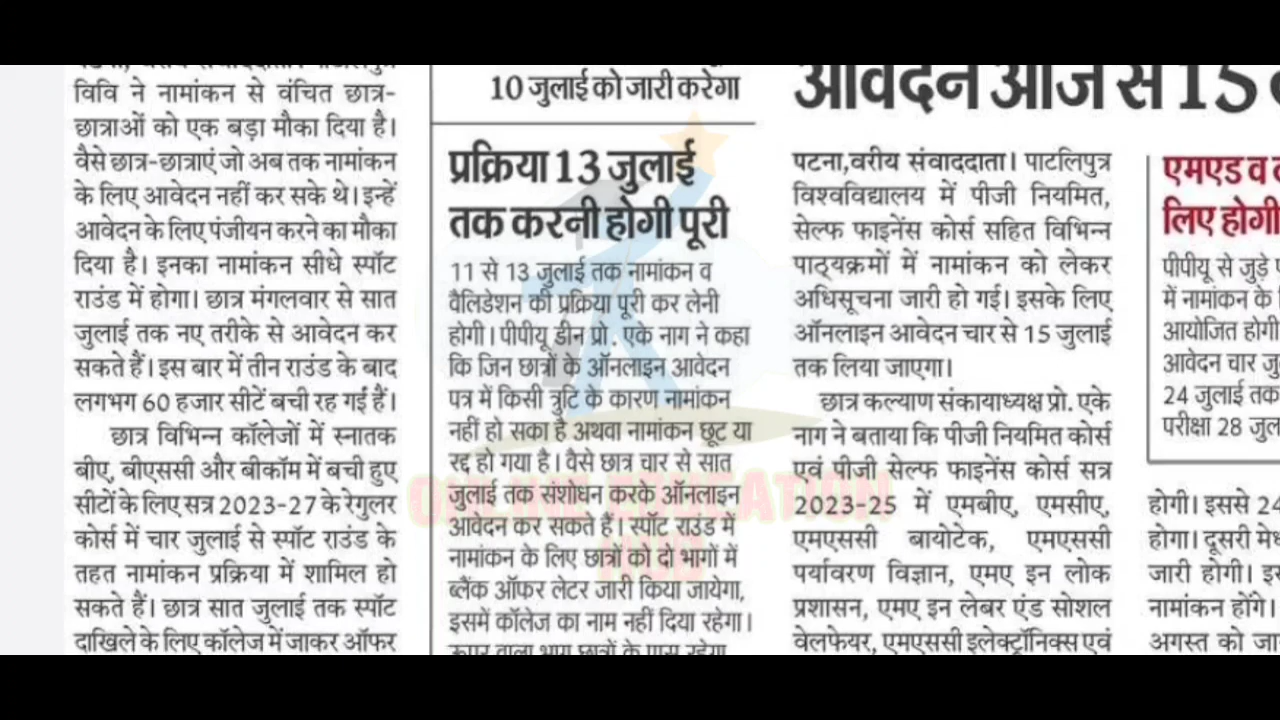 विवि ने नामांकन से वंचित छात्र-
छात्राओं को एक बड़ा मौका दिया है।
वैसे छात्र-छात्राएं जो अब तक नामांकन
के लिए आवेदन नहीं कर सके थे। इन्हें
आवेदन के लिए पंजीयन करने का मौका
दिया है। इनका नामांकन सीधे स्पॉट
राउंड में होगा। छात्र मंगलवार से सात
जुलाई तक नए तरीके से आवेदन कर
सकते हैं। इस बार में तीन राउंड के बाद
लगभग 60 हजार सीटें बची रह गई हैं।
छात्र विभिन्न कॉलेजों में स्नातक
बीए, बीएससी और बीकॉम में बची हुए
सीटों के लिए सत्र 2023-27 के रेगुलर
कोर्स में चार जुलाई से स्पॉट राउंड के
तहत नामांकन प्रक्रिया में शामिल हो
सकते हैं। छात्र सात जुलाई तक स्पॉट
दाखिले के लिए कॉलेज में जाकर ऑफर
10 जुलाई को जारी करेगा
प्रक्रिया 13 जुलाई
तक करनी होगी पूरी
11 से 13 जुलाई तक नामांकन व
वैलिडेशन की प्रक्रिया पूरी कर लेनी
होगी। पीपीयू डीन प्रो. एके नाग ने कहा
कि जिन छात्रों के ऑनलाइन आवेदन
पत्र में किसी त्रुटि के कारण नामांकन
नहीं हो सका है अथवा नामांकन छूट या
रद्द हो गया है। वैसे छात्र चार से सात
जुलाई तक संशोधन करके ऑनलाइन
आवेदन कर सकते हैं। स्पॉट राउंड में
नामांकन के लिए छात्रों को दो भागों में
ब्लैंक ऑफर लेटर जारी किया जायेगा,
इसमें कॉलेज का नाम नहीं दिया रहेगा।
ऊपर वाला भाग छात्रों के पास रहेगा
आवेदन आज से 15
पटना, वरीय संवाददाता। पाटलिपुत्र
विश्वविद्यालय में पीजी नियमित,
सेल्फ फाइनेंस कोर्स सहित विभिन्न
पाठ्यक्रमों में नामांकन को लेकर
अधिसूचना जारी हो गई। इसके लिए
ऑनलाइन आवेदन चार से 15 जुलाई
तक लिया जाएगा।
छात्र कल्याण संकायाध्यक्ष प्रो. एके
नाग ने बताया कि पीजी नियमित कोर्स
एवं पीजी सेल्फ फाइनेंस कोर्स सत्र
2023-25 में एमबीए, एमसीए,
एमएससी बायोटेक, एमएससी
पर्यावरण विज्ञान, एमए इन लोक
प्रशासन, एमए इन लेबर एंड सोशल
वेलफेयर, एमएससी इलेक्ट्रॉनिक्स एवं
एमएड व
लिए होगी
पीपीयू से जुड़े
में नामांकन के
आयोजित होगी
आवेदन चार
24 जुलाई तक
परीक्षा 28
होगी। इससे 24
होगा। दूसरी
जारी होगी।
नामांकन होंगे।
अगस्त को
ONLINE EDUCATION
HUB